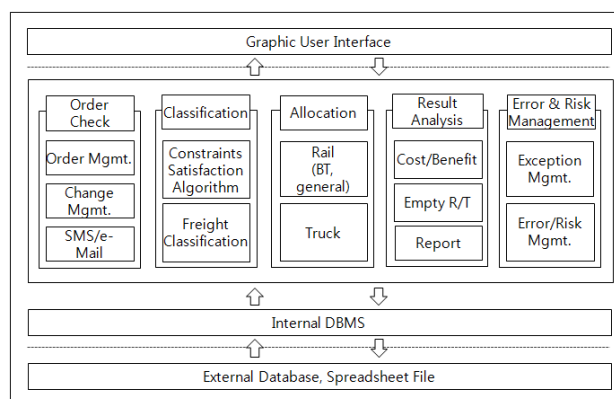 Graphic User Interface
Order
Check
Order Mgmt.
Change
Mgmt.
SMS/e-
Mail
Classification
Constraints
Satisfaction
Algorithm
Freight
Classification
Allocation
Rail
(BT,
general)
Truck
Result
Analysis
Cost/Benefit
Empty R/T
Report
Error & Risk
Management
Exception
Mgmt.
Error/Risk
Mgmt.
Internal DBMS
External Database, Spreadsheet File